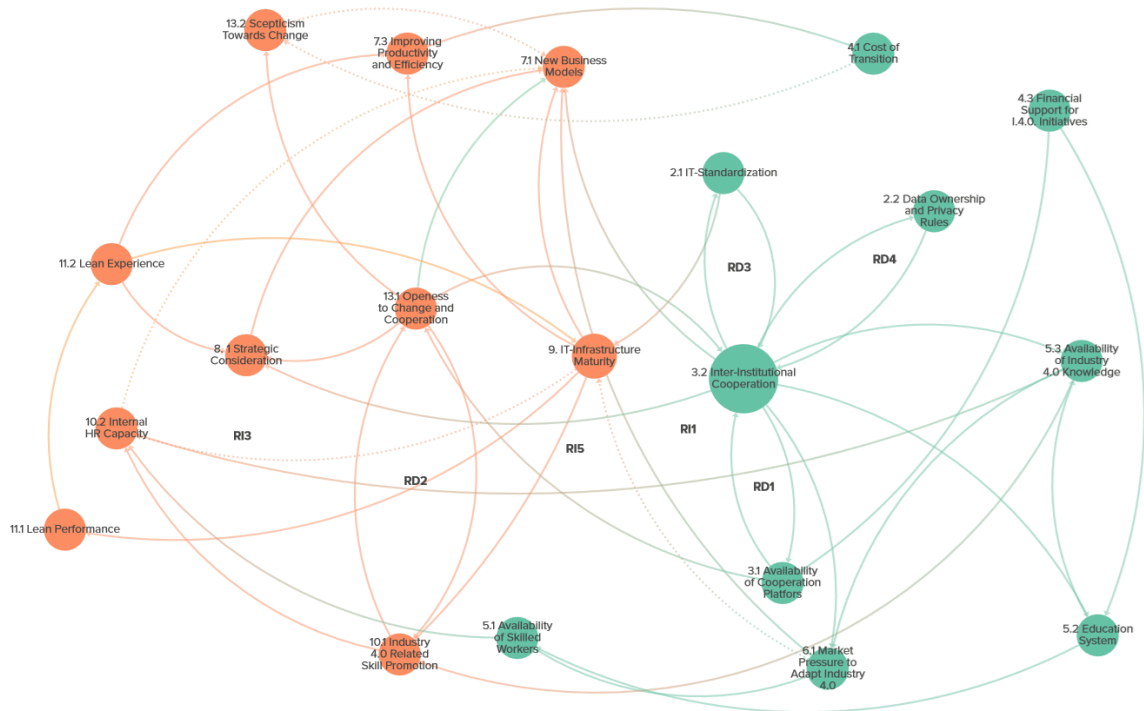 13.2 Scepticism
Towards Change
7.3 Improving
Productivity
and Efficiency
7.1 New Business
Models
4.1 Cost of
Transition
4.3 Financial
Support for
I.4.0. Initiatives
2.1 IT-Standardization
2.2 Data Ownership
and Privacy
Rules
11.2 Lean Experience
RD3
RD4
13.1 Openess
to Change and
Cooperation
8. 1 Strategic
Consideration
9. IT-Infrastructure
Maturity
3.2 Inter-Institutional
Cooperation
5.3 Availability
of Industry
4.0 Knowledge
10.2 Internal
HR Capacity
RI3
RI5
RI1
RD2
RD1
11.1 Lean Performance
3.1 Availability
of Cooperation
Platfors
10.1 Industry
4.0 Related
Skill Promotion
5.1 Availability
of Skilled
Workers
6.1 Market
Pressure to
Adapt Industry
4.0
5.2 Education
System